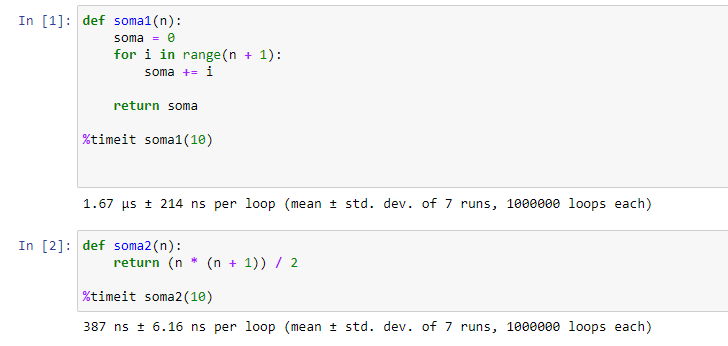 In [1]: def soma1(n):
soma = 0
for i in range(n + 1):
soma += i
return soma
%timeit soma1(10)
1.67 µs ± 214 ns per loop (mean ± std. dev. of 7 runs, 1000000 loops each)
In [2]: def soma2(n):
return (n * (n + 1)) / 2
%timeit soma2(10)
387 ns ± 6.16 ns per loop (mean ± std. dev. of 7 runs, 1000000 loops each)